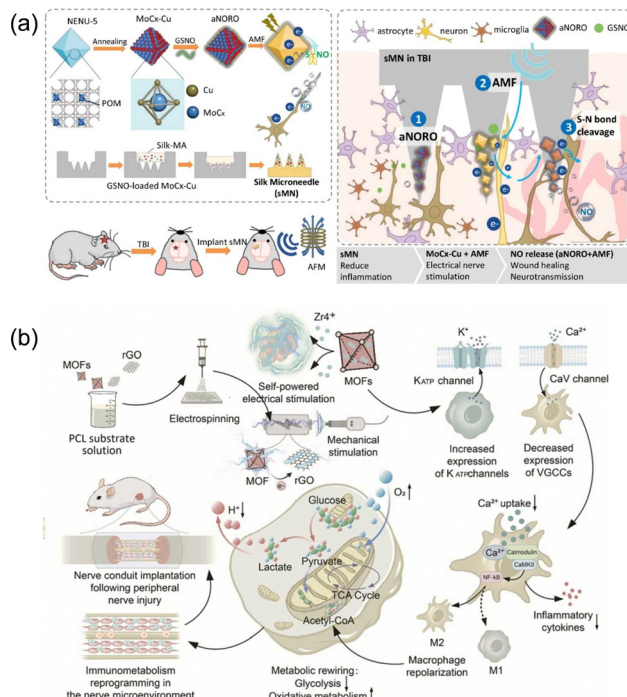 (a)
NENU-5
MoCx-Cu
aNORO
Annealing
GSNO
AMF
S
NO
POM
Cu
MoCx
NO
Silk-MA
GSNO-loaded MoCx-Cu
Silk Microneedle
(sMN)
TBI
Implant sMN
AFM
astrocyte
neuron
microglia
aNORO
GSNO
sMN in TBI
2 AMF
1
aNORO
S-N bond
3 cleavage
e-
NO
sMN
Reduce
inflammation
MoCx-Cu + AMF
Electrical nerve
stimulation
NO release (aNORO+AMF)
Wound healing
Neurotransmission
(b)
MOFs
rGO
PCL substrate
solution
Electrospinning
Zr4+
Self-powered
electrical stimulation
MOFs
Mechanical
stimulation
MOF
e-
rGO
K+
KATP channel
Increased
expression
of K ATPchannels
Ca2+
CaV channel
Decreased
expression
of VGCCs
Ca2+ uptake
Ca2+
Calmodulin
CaMKII
NF-kB
Inflammatory
cytokines
M2
M1
Macrophage
repolarization
H+
O2
Glucose
Lactate
Pyruvate
TCA Cycle
Acetyl-CoA
Metabolic rewiring:
Glycolysis
Oxidative metabolism
Nerve conduit implantation
following peripheral
nerve injury
Immunometabolism
reprogramming in
the nerve microenvironment